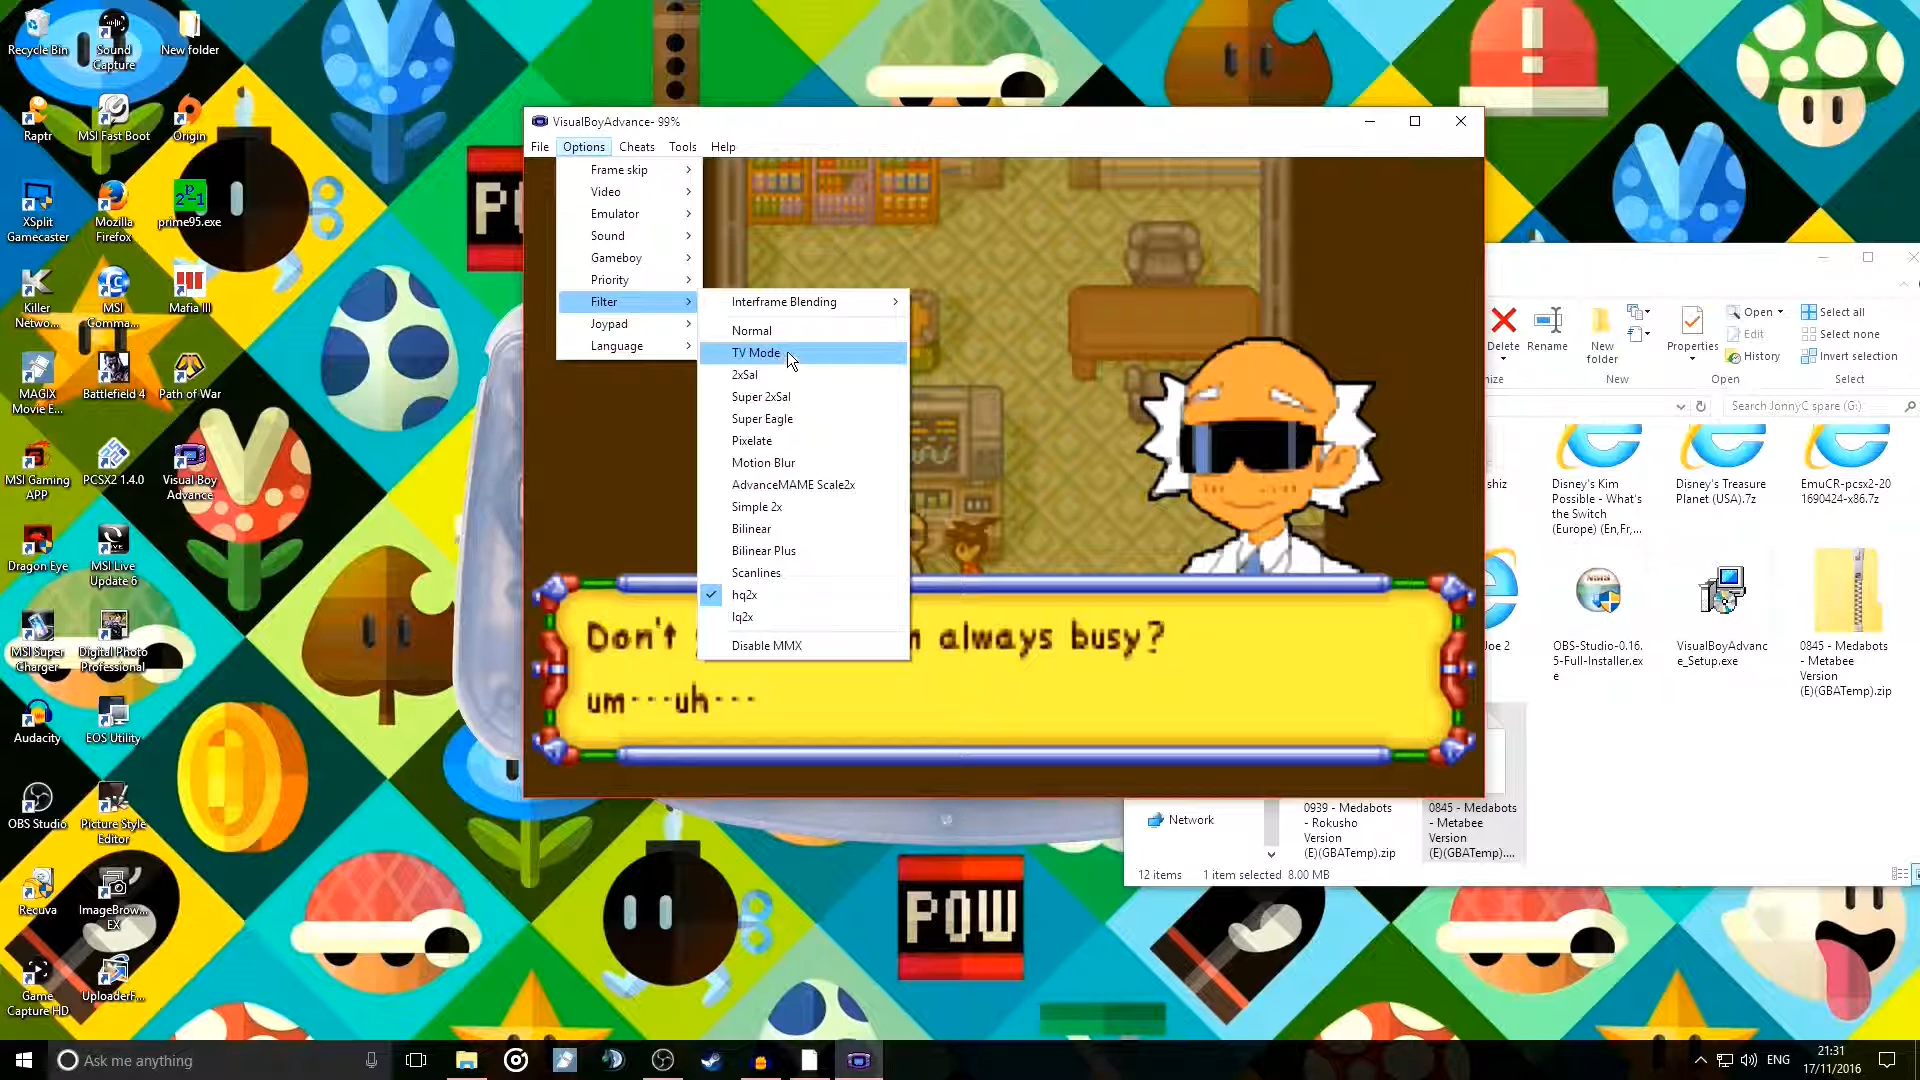 Recycle Bin
Sound
Capture
New folder
Raptr
MSI Fast Boot
Origin
XSplit
Gamecaster
Mozilla
Firefox
prime95.exe
Killer
Netwo...
MSI
Comma...
Mafia III
MAGIX
Movie E...
Battlefield 4
Path of War
MSI Gaming
APP
PCSX2 1.4.0
Visual Boy
Advance
Dragon Eye
MSI Live
Update 6
MSI Super
Charger
Digital Photo
Professional
Audacity
EOS Utility
OBS Studio
Picture Style
Editor
Recuva
ImageBrow...
EX
Game
Capture HD
UploaderF...
VisualBoyAdvance- 99%
File Options Cheats Tools Help
Frame skip
Video
Emulator
Sound
Gameboy
Priority
Filter
Joypad
Language
Interframe Blending
Normal
TV Mode
2xSaI
Super 2xSaI
Super Eagle
Pixelate
Motion Blur
AdvanceMAME Scale2x
Simple 2x
Bilinear
Bilinear Plus
Scanlines
hq2x
lq2x
Disable MMX
Don't
always busy?
um···uh···
Delete
Rename
New
folder
Properties
Open
Edit
History
Select all
Select none
Invert selection
nize
New
Open
Select
Search JonnyC spare (G:)
shiz
Disney's Kim
Possible - What's
the Switch
(Europe) (En,Fr,...
Disney's Treasure
Planet (USA).7z
EmuCR-pcsx2-20
1690424-x86.7z
Joe 2
OBS-Studio-0.16.
5-Full-Installer.ex
e
VisualBoyAdvanc
e_Setup.exe
0845 - Medabots
- Metabee
Version
(E)(GBATemp).zip
Network
0939 - Medabots
- Rokusho
Version
(E)(GBATemp).zip
0845 - Medabots
- Metabee
Version
(E)(GBATemp)....
12 items 1 item selected 8.00 MB
POW
Ask me anything
ENG
21:31
17/11/2016